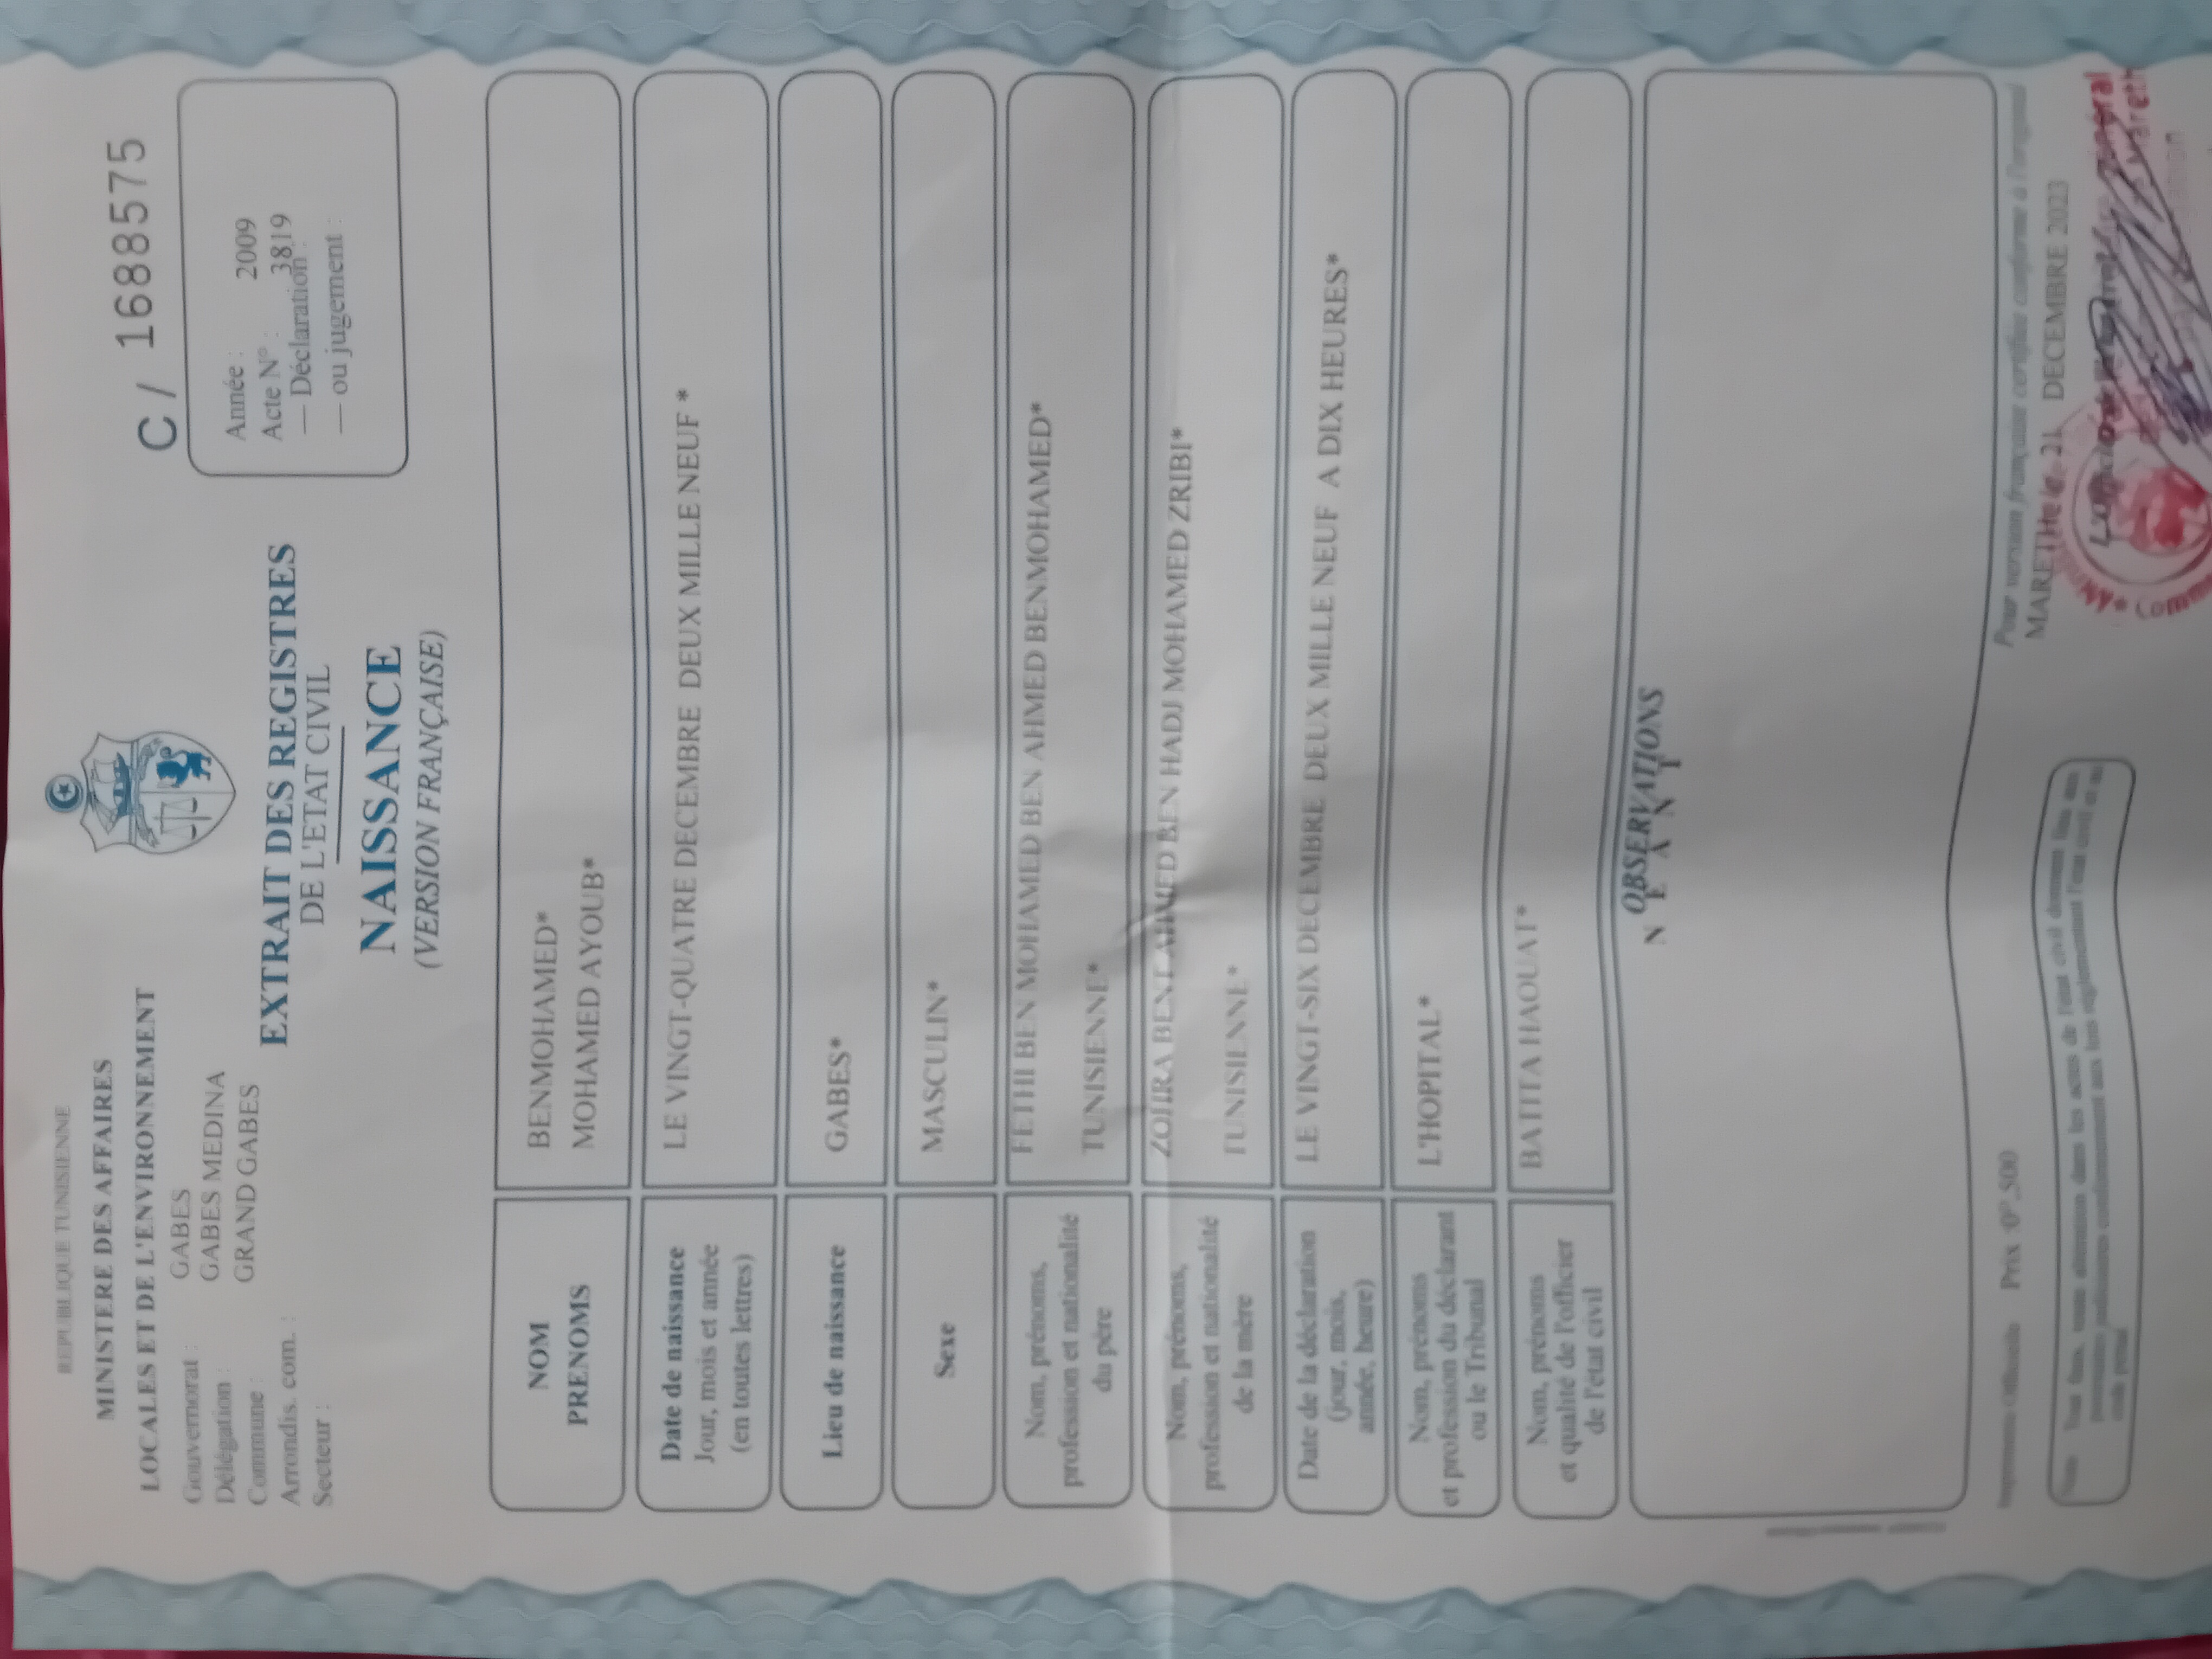 REPUBLIQUE TUNISIENNE
MINISTERE DES AFFAIRES
LOCALES ET DE L'ENVIRONNEMENT
Gouvernorat : GABES
Délégation : GABES MEDINA
Commune : GRAND GABES
Arrondis. com. :
Secteur :
C / 1688575
Année : 2009
Acte N° : 3819
— Déclaration :
— ou jugement :
EXTRAIT DES REGISTRES
DE L'ETAT CIVIL
NAISSANCE
(VERSION FRANÇAISE)
NOM BENMOHAMED*
PRENOMS MOHAMED AYOUB*
Date de naissance
Jour, mois et année
(en toutes lettres)
LE VINGT-QUATRE DECEMBRE DEUX MILLE NEUF *
Lieu de naissance GABES*
Sexe MASCULIN*
Nom, prénoms,
profession et nationalité
du père
FETHI BEN MOHAMED BEN AHMED BENMOHAMED*
TUNISIENNE*
Nom, prénoms,
profession et nationalité
de la mère
ZOHRA BENT AHMED BEN HADJ MOHAMED ZRIBI*
TUNISIENNE*
Date de la déclaration
(jour, mois,
année, heure)
LE VINGT-SIX DECEMBRE DEUX MILLE NEUF A DIX HEURES*
Nom, prénoms
et profession du déclarant
ou le Tribunal
L'HOPITAL*
Nom, prénoms
et qualité de l'officier
de l'état civil
BATITA HAOUAT*
OBSERVATIONS
N E A N T
Pour version française certifiée conforme à l'original
MARETH le 21 DECEMBRE 2023
Prix :0ᴰ,500